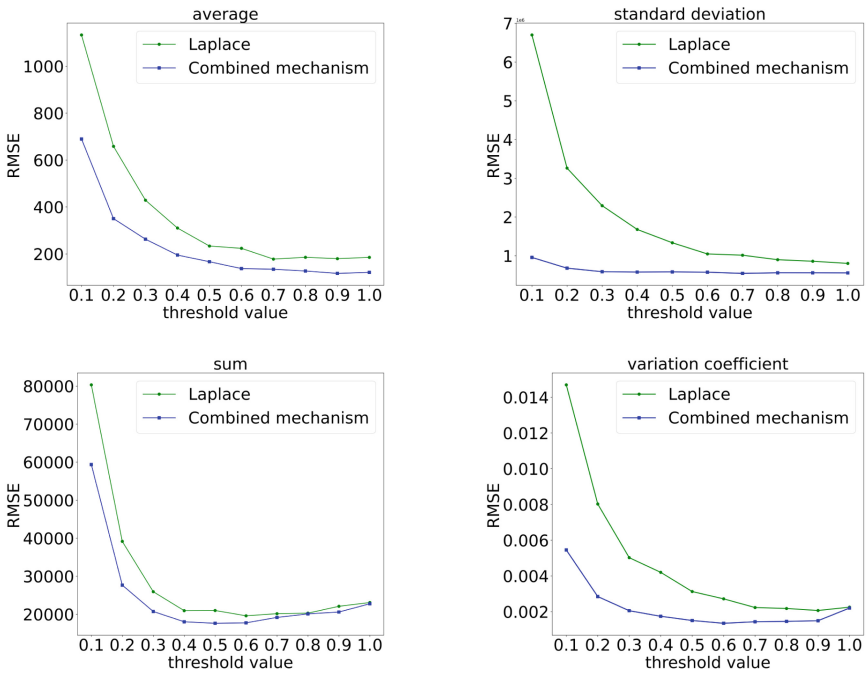 average
1000
800
600
400
200
RMSE
Laplace
Combined mechanism
0.1 0.2 0.3 0.4 0.5 0.6 0.7 0.8 0.9 1.0
threshold value
standard deviation
1e6
7
6
5
4
3
2
1
RMSE
Laplace
Combined mechanism
0.1 0.2 0.3 0.4 0.5 0.6 0.7 0.8 0.9 1.0
threshold value
sum
80000
70000
60000
50000
40000
30000
20000
RMSE
Laplace
Combined mechanism
0.1 0.2 0.3 0.4 0.5 0.6 0.7 0.8 0.9 1.0
threshold value
variation coefficient
0.014
0.012
0.010
0.008
0.006
0.004
0.002
RMSE
Laplace
Combined mechanism
0.1 0.2 0.3 0.4 0.5 0.6 0.7 0.8 0.9 1.0
threshold value